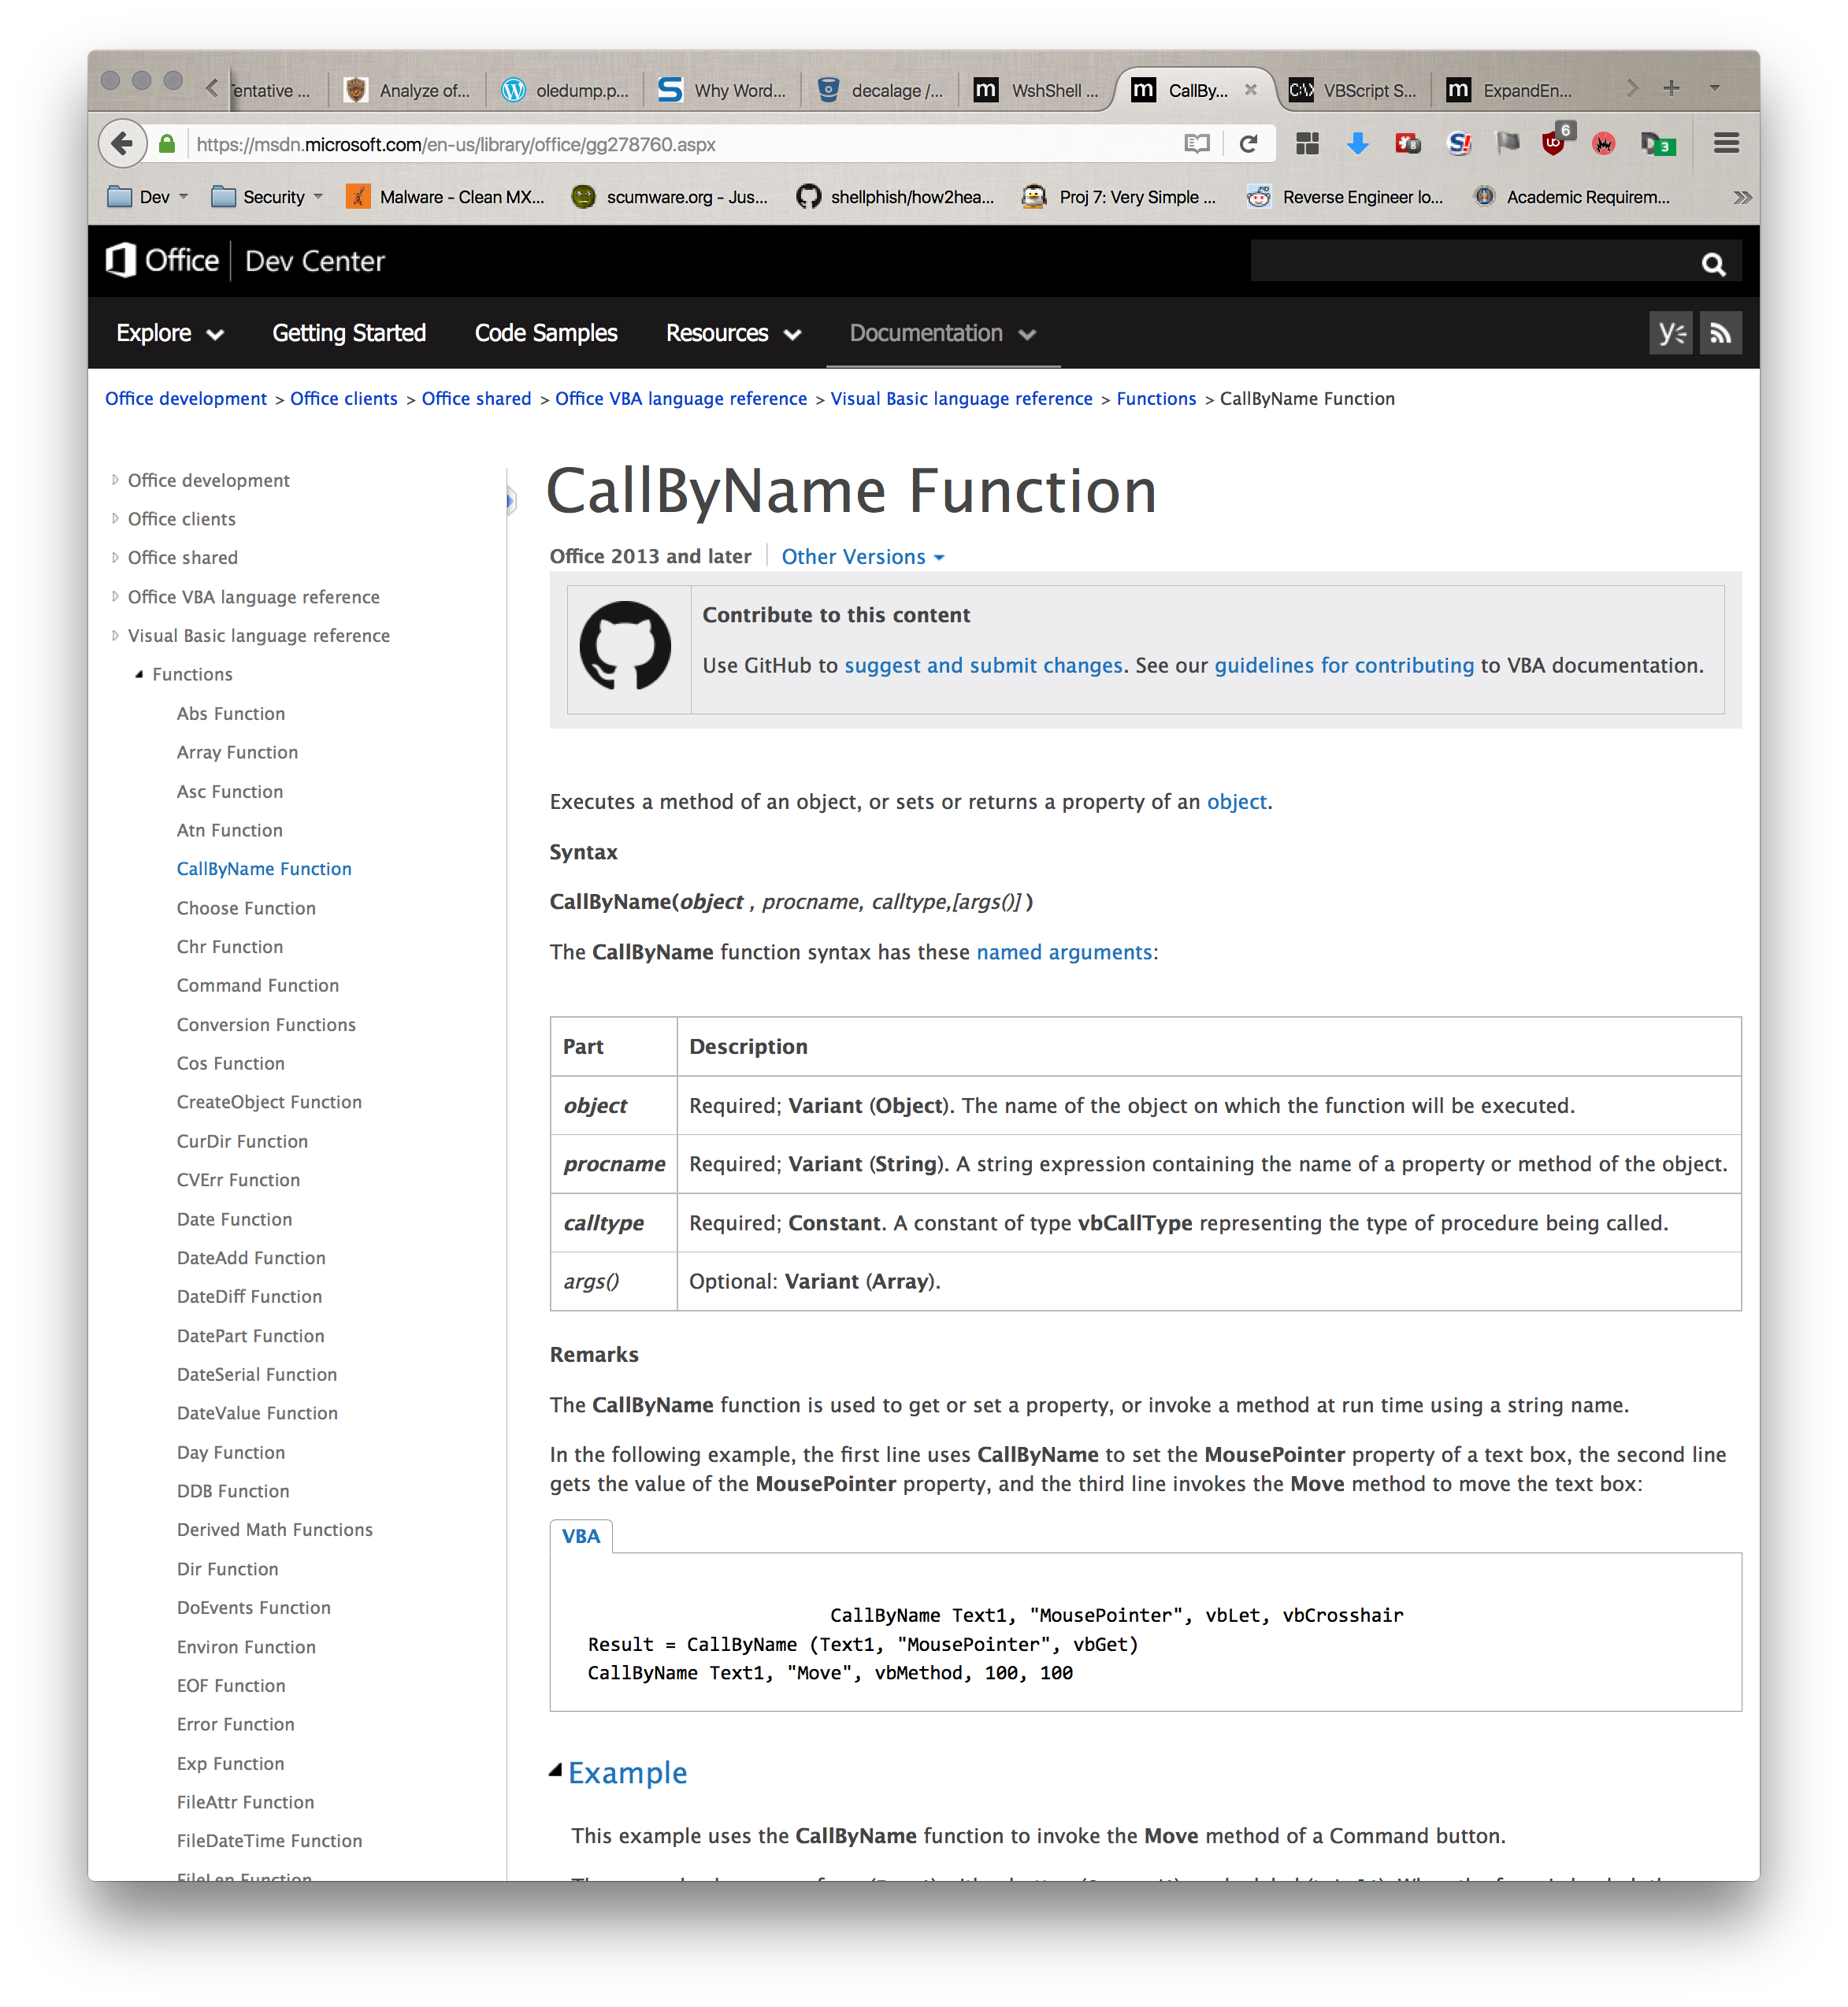 entative ...
Analyze of...
oledump.p...
Why Word...
decalage /...
WshShell ...
CallBy...
VBScript S...
ExpandEn...
https://msdn.microsoft.com/en-us/library/office/gg278760.aspx
8
S!
6
3
Dev
Security
Malware - Clean MX...
scumware.org - Jus...
shellphish/how2hea...
Proj 7: Very Simple ...
Reverse Engineer lo...
Academic Requirem...
Office
Dev Center
Explore
Getting Started
Code Samples
Resources
Documentation
Office development > Office clients > Office shared > Office VBA language reference > Visual Basic language reference > Functions > CallByName Function
Office development
Office clients
Office shared
Office VBA language reference
Visual Basic language reference
Functions
Abs Function
Array Function
Asc Function
Atn Function
CallByName Function
Choose Function
Chr Function
Command Function
Conversion Functions
Cos Function
CreateObject Function
CurDir Function
CVErr Function
Date Function
DateAdd Function
DateDiff Function
DatePart Function
DateSerial Function
DateValue Function
Day Function
DDB Function
Derived Math Functions
Dir Function
DoEvents Function
Environ Function
EOF Function
Error Function
Exp Function
FileAttr Function
FileDateTime Function
FileLen Function
CallByName Function
Office 2013 and later
Other Versions
Contribute to this content
Use GitHub to suggest and submit changes. See our guidelines for contributing to VBA documentation.
Executes a method of an object, or sets or returns a property of an object.
Syntax
CallByName(object , procname, calltype,[args()] )
The CallByName function syntax has these named arguments:
Part
Description
object
Required; Variant (Object). The name of the object on which the function will be executed.
procname
Required; Variant (String). A string expression containing the name of a property or method of the object.
calltype
Required; Constant. A constant of type vbCallType representing the type of procedure being called.
args()
Optional: Variant (Array).
Remarks
The CallByName function is used to get or set a property, or invoke a method at run time using a string name.
In the following example, the first line uses CallByName to set the MousePointer property of a text box, the second line
gets the value of the MousePointer property, and the third line invokes the Move method to move the text box:
VBA
CallByName Text1, "MousePointer", vbLet, vbCrosshair
Result = CallByName (Text1, "MousePointer", vbGet)
CallByName Text1, "Move", vbMethod, 100, 100
Example
This example uses the CallByName function to invoke the Move method of a Command button.